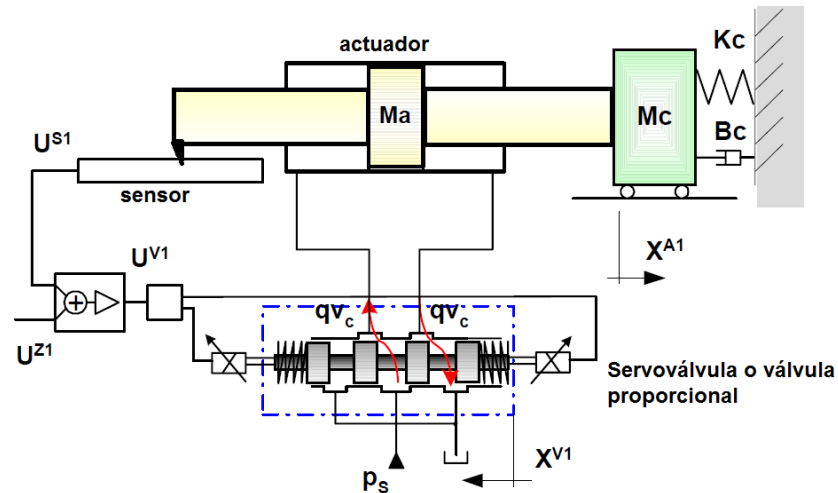 actuador
Kc
Ma
Mc
Bc
U^S1
sensor
X^A1
U^V1
qv_c
qv_c
U^Z1
Servoválvula o válvula
proporcional
X^V1
p_S